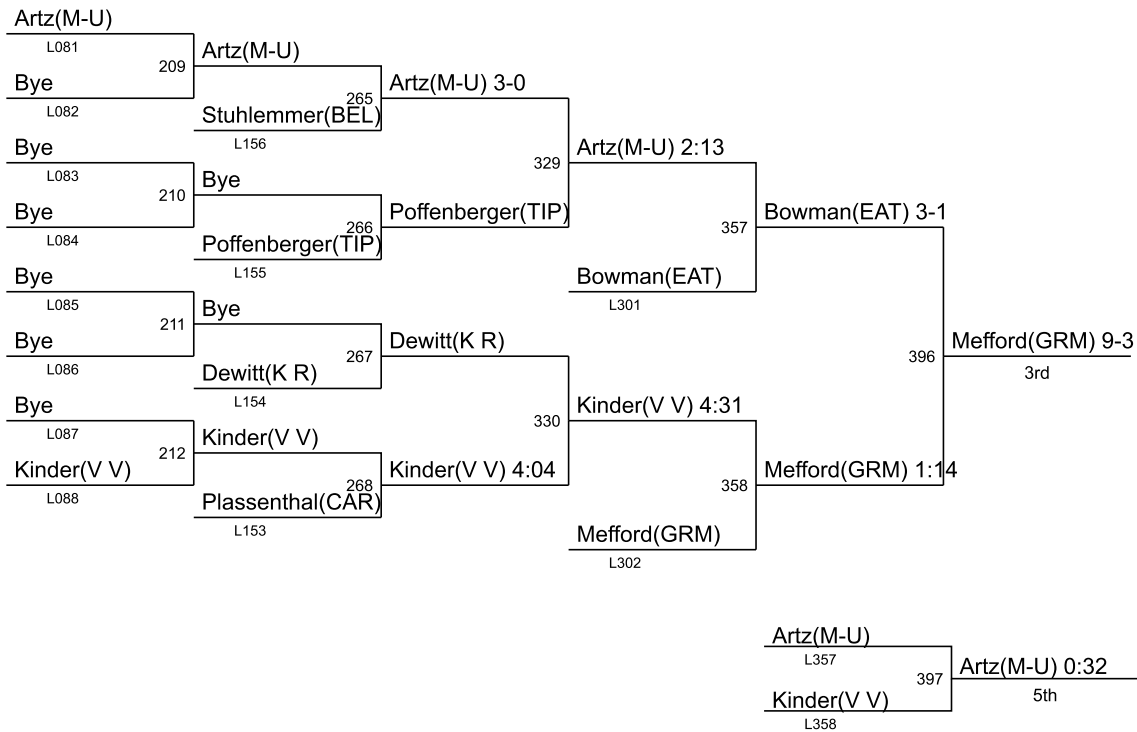 Artz(M-U)
L081
209
Bye
L082
Artz(M-U)
265
Stuhlemmer(BEL)
L156
Bye
L083
210
Bye
L084
Bye
266
Poffenberger(TIP)
L155
Artz(M-U) 3-0
329
Poffenberger(TIP)
Bye
L085
211
Bye
L086
Bye
267
Dewitt(K R)
L154
Bye
L087
212
Kinder(V V)
L088
Kinder(V V)
268
Plassenthal(CAR)
L153
Dewitt(K R)
330
Kinder(V V) 4:04
Artz(M-U) 2:13
357
Bowman(EAT)
L301
Kinder(V V) 4:31
358
Mefford(GRM)
L302
Bowman(EAT) 3-1
396
Mefford(GRM) 1:14
Mefford(GRM) 9-3
3rd
Artz(M-U)
L357
397
Kinder(V V)
L358
Artz(M-U) 0:32
5th